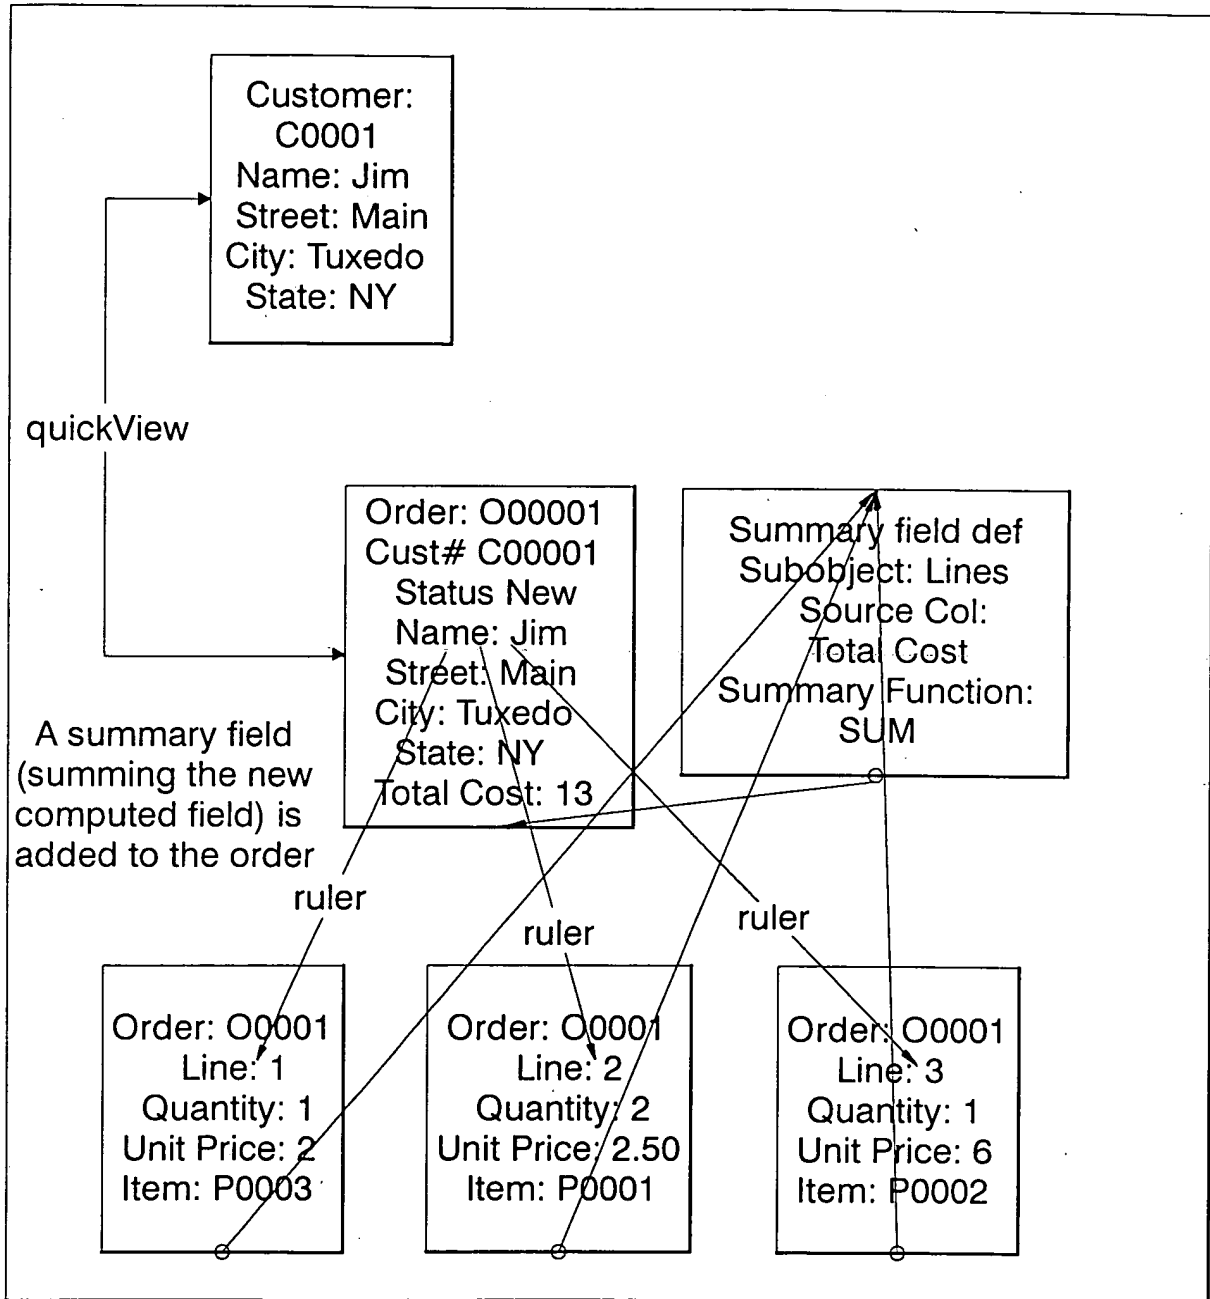 Customer:
C0001
Name: Jim
Street: Main
City: Tuxedo
State: NY
quickView
Order: O00001
Cust# C00001
Status New
Name: Jim
Street: Main
City: Tuxedo
State: NY
Total Cost: 13
Summary field def
Subobject: Lines
Source Col:
Total Cost
Summary Function:
SUM
A summary field
(summing the new
computed field) is
added to the order
ruler
ruler
ruler
Order: O0001
Line: 1
Quantity: 1
Unit Price: 2
Item: P0003
Order: O0001
Line: 2
Quantity: 2
Unit Price: 2.50
Item: P0001
Order: O0001
Line: 3
Quantity: 1
Unit Price: 6
Item: P0002